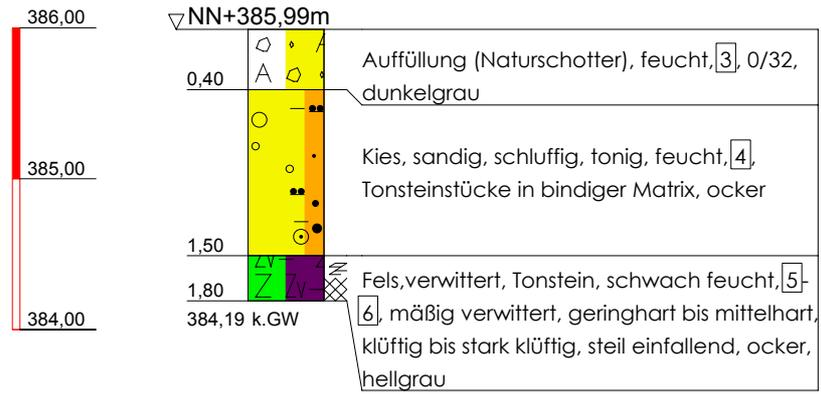 386,00
NN+385,99m
Auffüllung (Naturschotter), feucht, 3, 0/32,
dunkelgrau
A
A
0,40
Kies, sandig, schluffig, tonig, feucht, 4,
Tonsteinstücke in bindiger Matrix, ocker
385,00
1,50
Fels,verwittert, Tonstein, schwach feucht, 5-
6, mäßig verwittert, geringhart bis mittelhart,
klüftig bis stark klüftig, steil einfallend, ocker,
hellgrau
Zv
Z
Z
Zv
1,80
384,19 k.GW
384,00